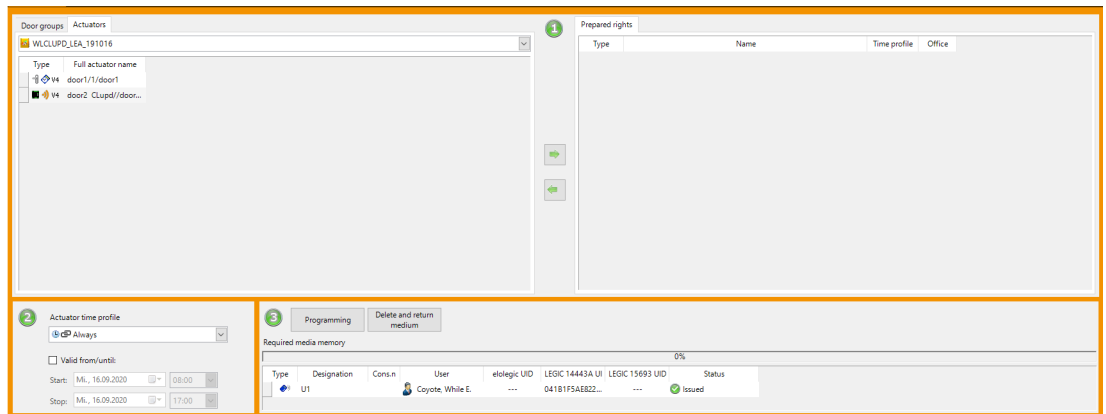 Door groups Actuators
WLCLUPD_LEA_191016
Type Full actuator name
V4 door1/1/door1
V4 door2 CLupd//door...
1
Prepared rights
Type Name Time profile Office
2
Actuator time profile
Always
Valid from/until:
Start: Mi., 16.09.2020 08:00
Stop: Mi., 16.09.2020 17:00
3
Programming
Delete and return
medium
Required media memory
0%
Type Designation Cons.n User elolegic UID LEGIC 14443A UI LEGIC 15693 UID Status
U1 Coyote, While E. --- 041B1F5AE822... --- Issued